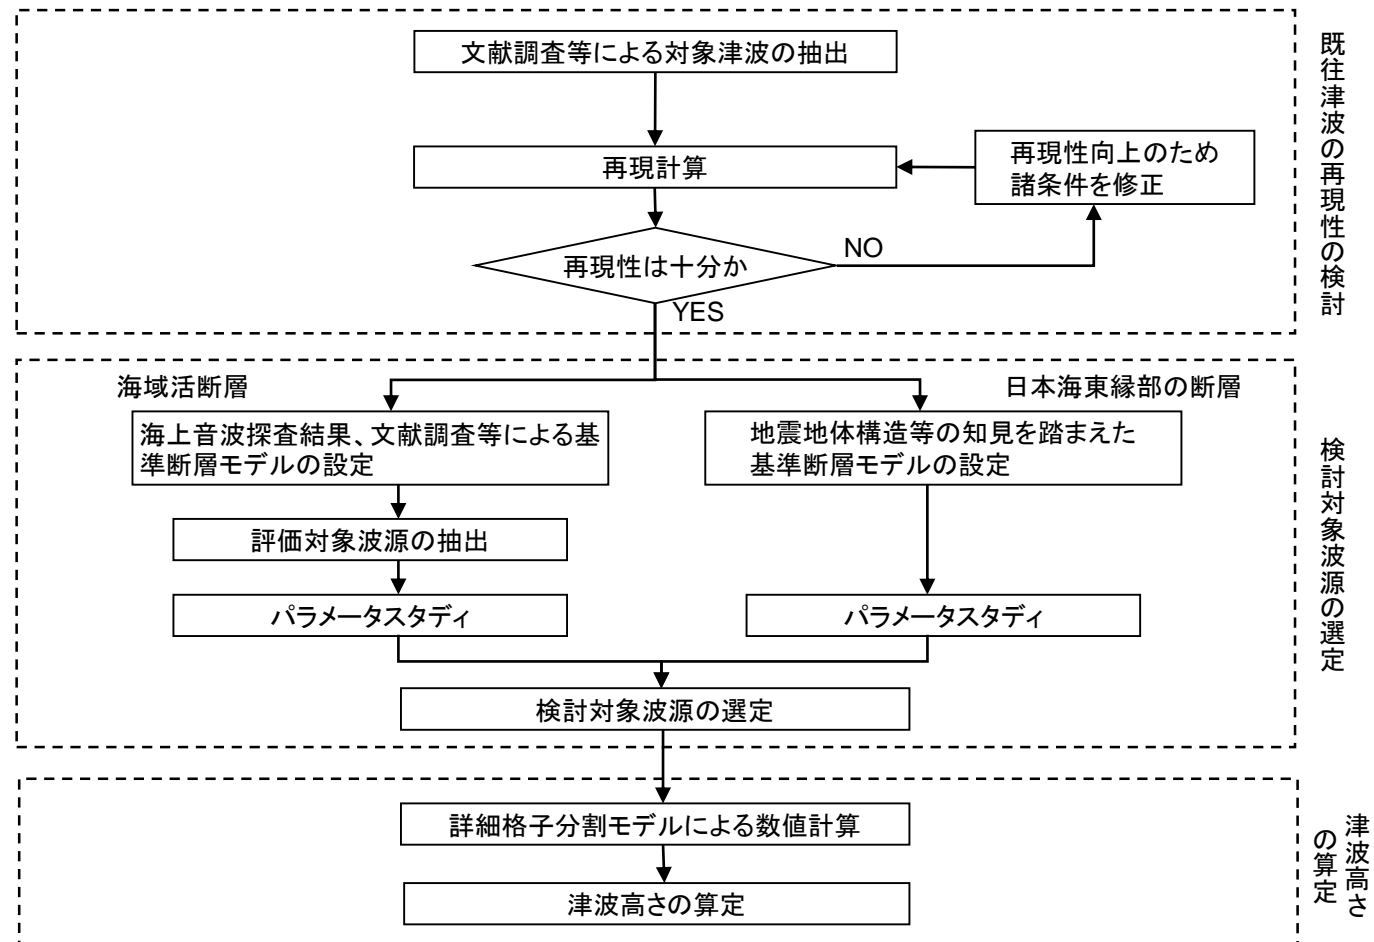 文献調査等による対象津波の抽出
再現計算
再現性向上のため
諸条件を修正
再現性は十分か
NO
YES
既往津波の再現性の検討
海域活断層
日本海東縁部の断層
海上音波探査結果、文献調査等による基
準断層モデルの設定
地震地体構造等の知見を踏まえた
基準断層モデルの設定
評価対象波源の抽出
パラメータスタディ
パラメータスタディ
検討対象波源の選定
検討対象波源の選定
詳細格子分割モデルによる数値計算
津波高さの算定
津波高さ
の算定